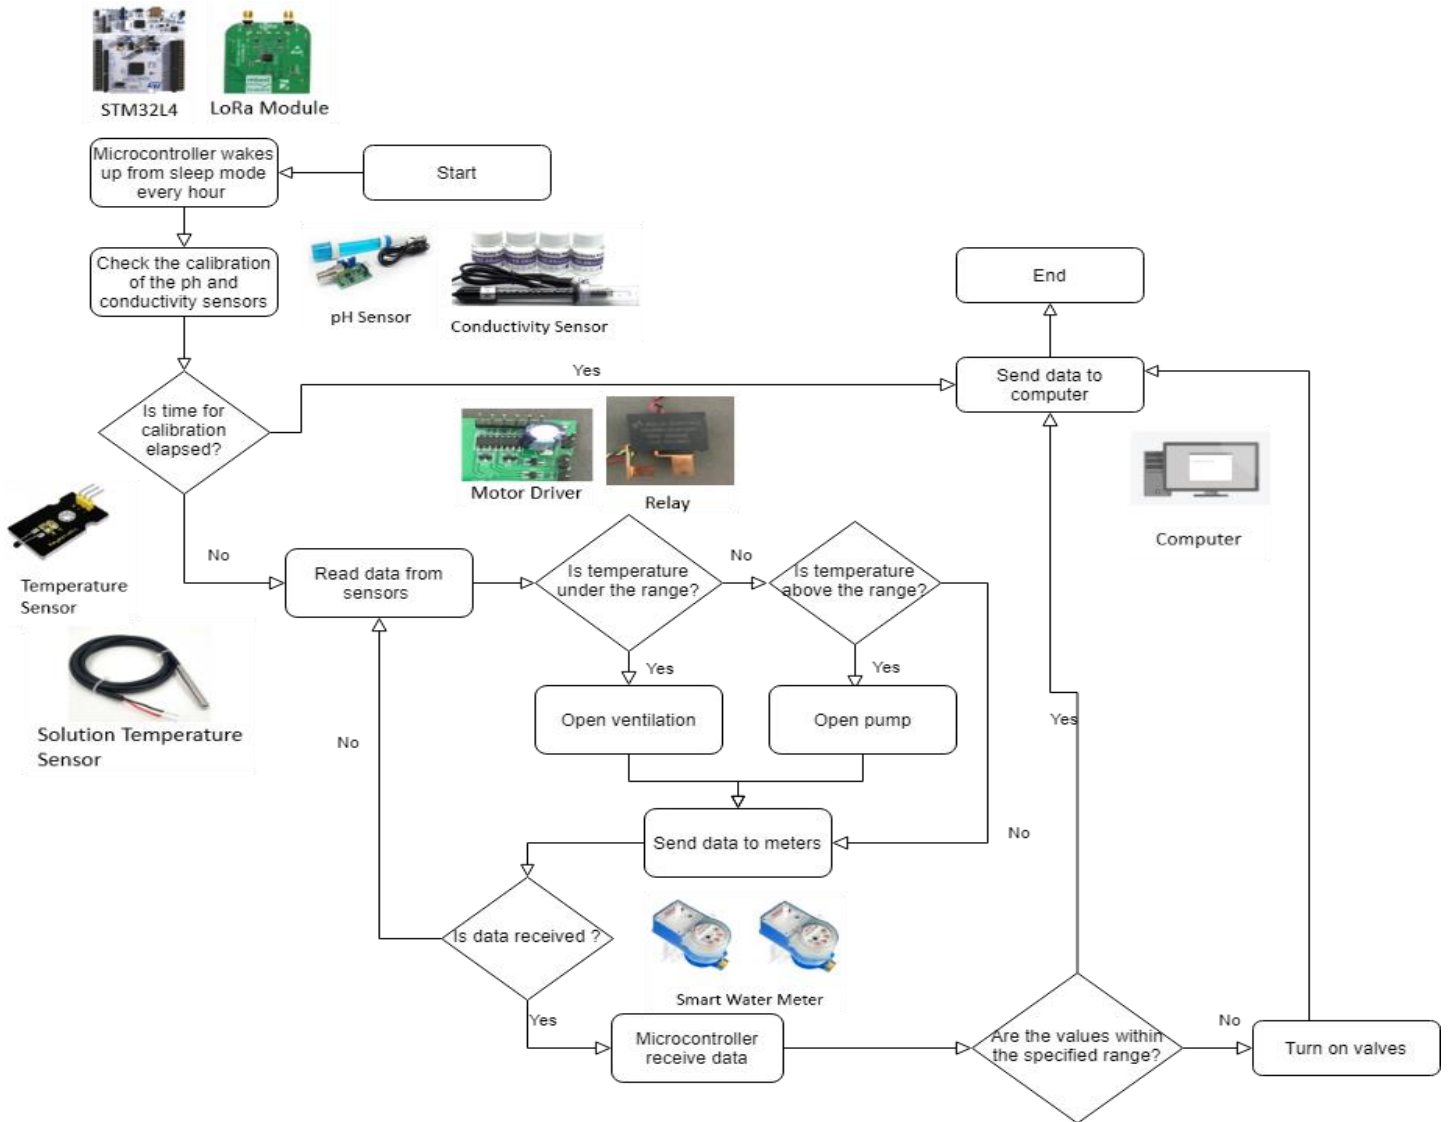 STM32L4
LoRa Module
Microcontroller wakes
up from sleep mode
every hour
Start
Check the calibration
of the ph and
conductivity sensors
pH Sensor
Conductivity Sensor
End
Yes
Send data to
computer
Is time for
calibration
elapsed?
Motor Driver
Relay
Computer
No
Temperature
Sensor
Read data from
sensors
Is temperature
under the range?
No
Is temperature
above the range?
Yes
Yes
Solution Temperature
Sensor
Open ventilation
Open pump
Yes
No
Send data to meters
No
Is data received ?
Smart Water Meter
Yes
Microcontroller
receive data
Are the values within
the specified range?
No
Turn on valves